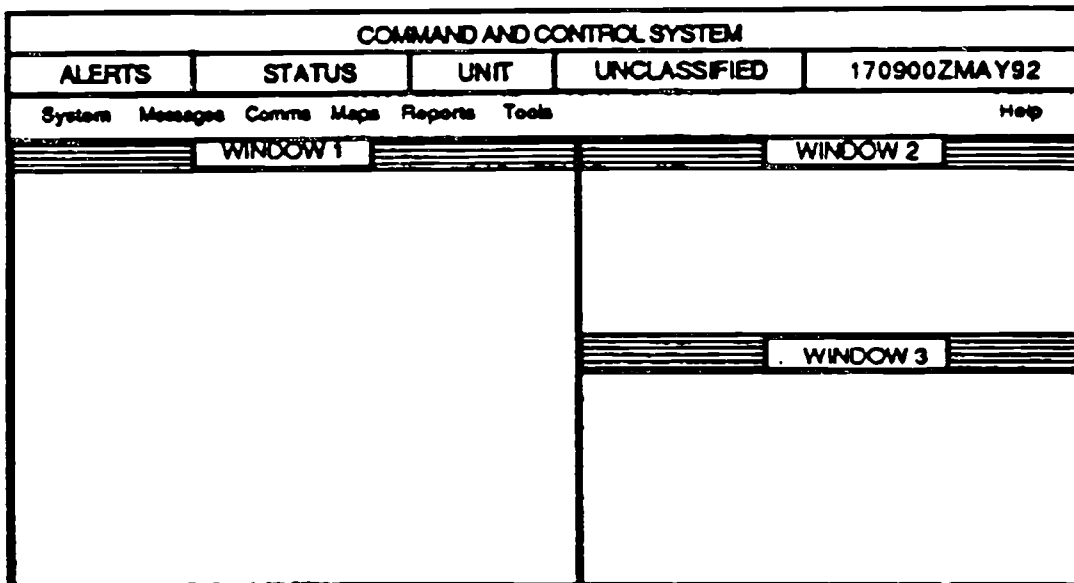 COMMAND AND CONTROL SYSTEM
ALERTS STATUS UNIT UNCLASSIFIED 170900ZMAY92
System Messages Comms Maps Reports Tools Help
WINDOW 1 WINDOW 2
WINDOW 3